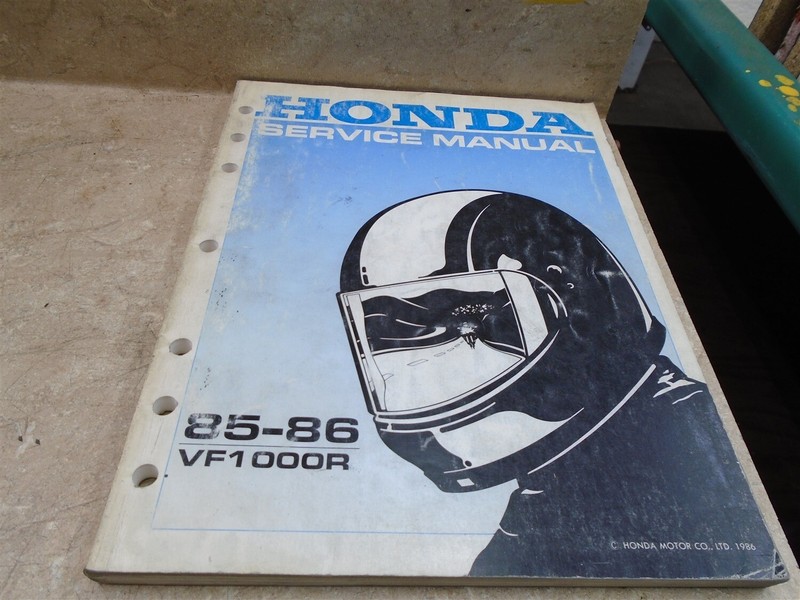 HONDA
SERVICE MANUAL
85-86
VF1000R
© HONDA MOTOR CO., LTD. 1986